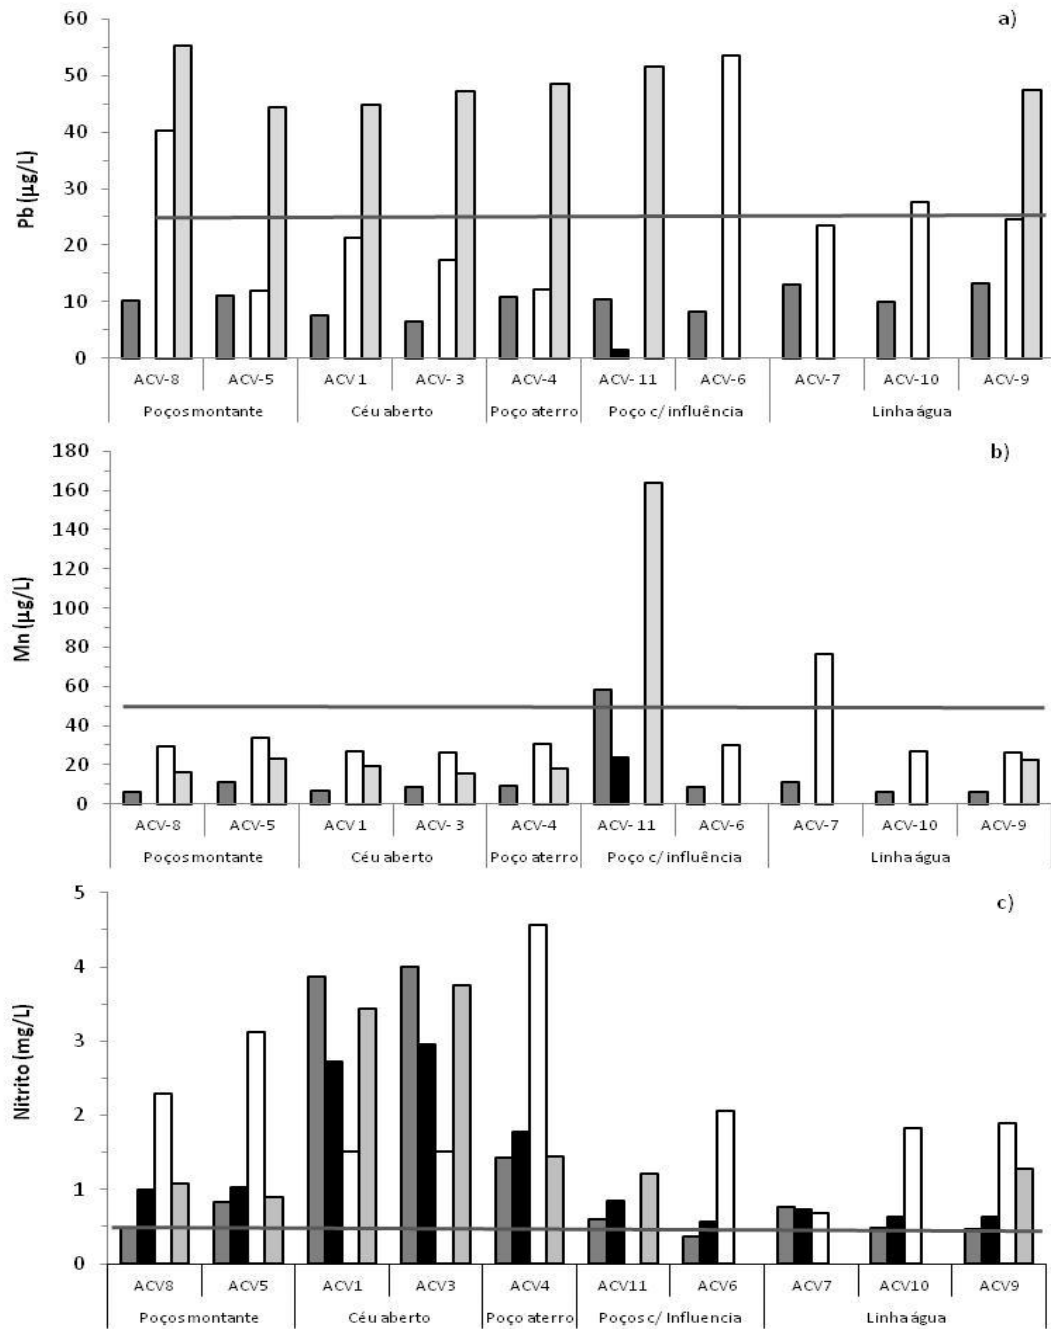 a)
60
50
40
30
20
10
0
Pb (µg/L)
ACV-8 ACV-5 ACV 1 ACV- 3 ACV-4 ACV- 11 ACV-6 ACV-7 ACV-10 ACV-9
Poços montante Céu aberto Poço aterro Poço c/ influência Linha água
b)
180
160
140
120
100
80
60
40
20
0
Mn (µg/L)
ACV-8 ACV-5 ACV 1 ACV- 3 ACV-4 ACV- 11 ACV-6 ACV-7 ACV-10 ACV-9
Poços montante Céu aberto Poço aterro Poço c/ influência Linha água
c)
5
4
3
2
1
0
Nitrito (mg/L)
ACV8 ACV5 ACV1 ACV3 ACV4 ACV11 ACV6 ACV7 ACV10 ACV9
Poços montante Céu aberto Poço aterro Poços c/ Influencia Linha água